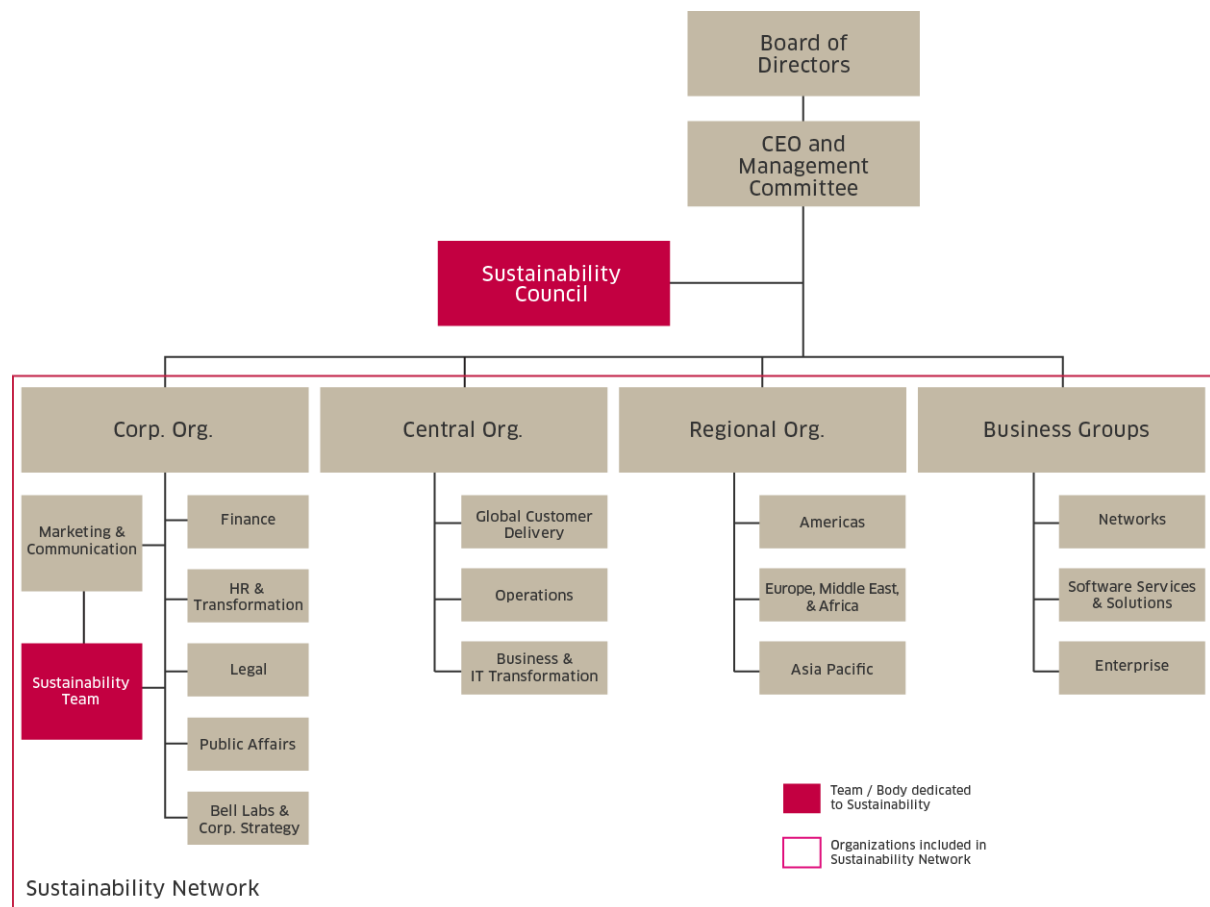 Board of
Directors
CEO and
Management
Committee
Sustainability
Council
Corp. Org.
Central Org.
Regional Org.
Business Groups
Marketing &
Communication
Sustainability
Team
Finance
HR &
Transformation
Legal
Public Affairs
Bell Labs &
Corp. Strategy
Global Customer
Delivery
Operations
Business &
IT Transformation
Americas
Europe, Middle East,
& Africa
Asia Pacific
Networks
Software Services
& Solutions
Enterprise
Team / Body dedicated
to Sustainability
Organizations included in
Sustainability Network
Sustainability Network